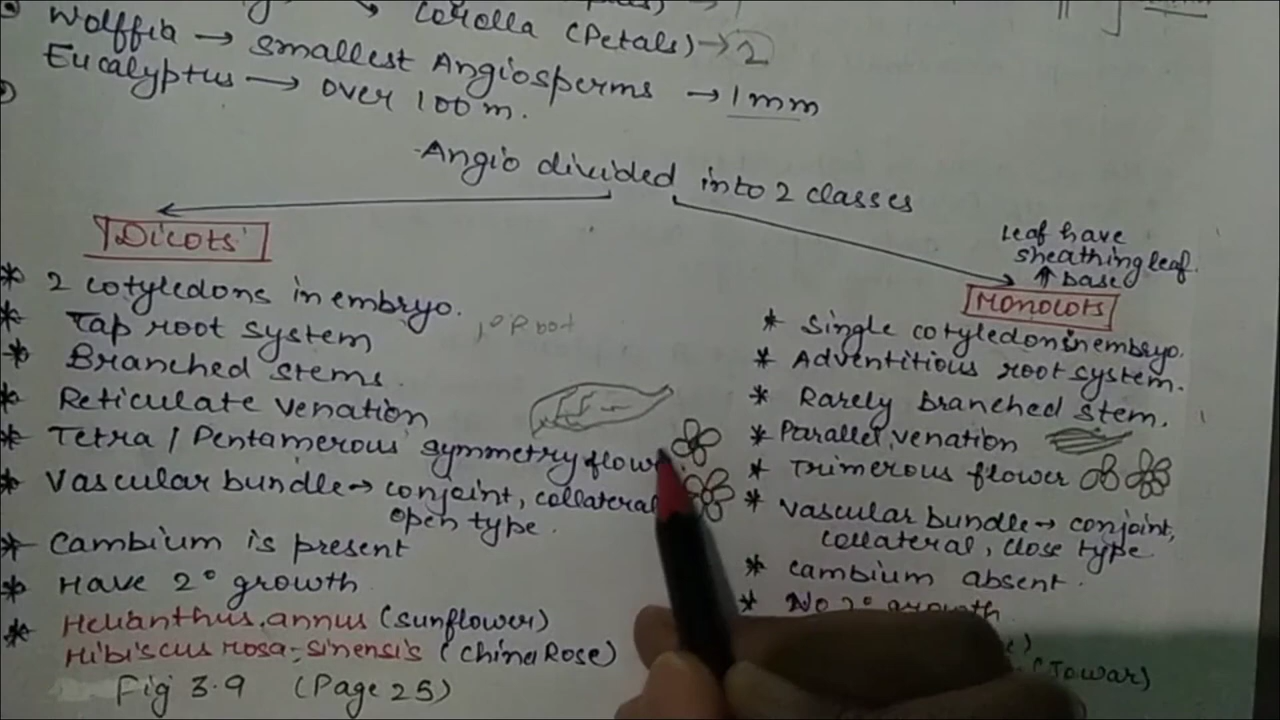 Corolla (Petals) → 2
Wolffia → smallest Angiosperms → 1mm
Eucalyptus → over 100 m.
Angio divided into 2 classes
Dicots
* 2 cotyledons in embryo.
* Tap root system
1° Root
* Branched stems.
* Reticulate venation
* Tetra / Pentamerous symmetry flow
* Vascular bundle → conjoint, collateral
open type.
* Cambium is present
* Have 2° growth
* Helianthus annus (sunflower)
Hibiscus rosa-sinensis (China Rose)
Fig 3.9 (Page 25)
Leaf have
sheathing leaf
↑ base
Monocots
* Single cotyledons in embryo.
* Adventitious root system.
* Rarely branched stem.
* Parallel venation
* Trimerous flower
* Vascular bundle → conjoint,
collateral, close type
* Cambium absent.
* No 2° growth
(Towar)